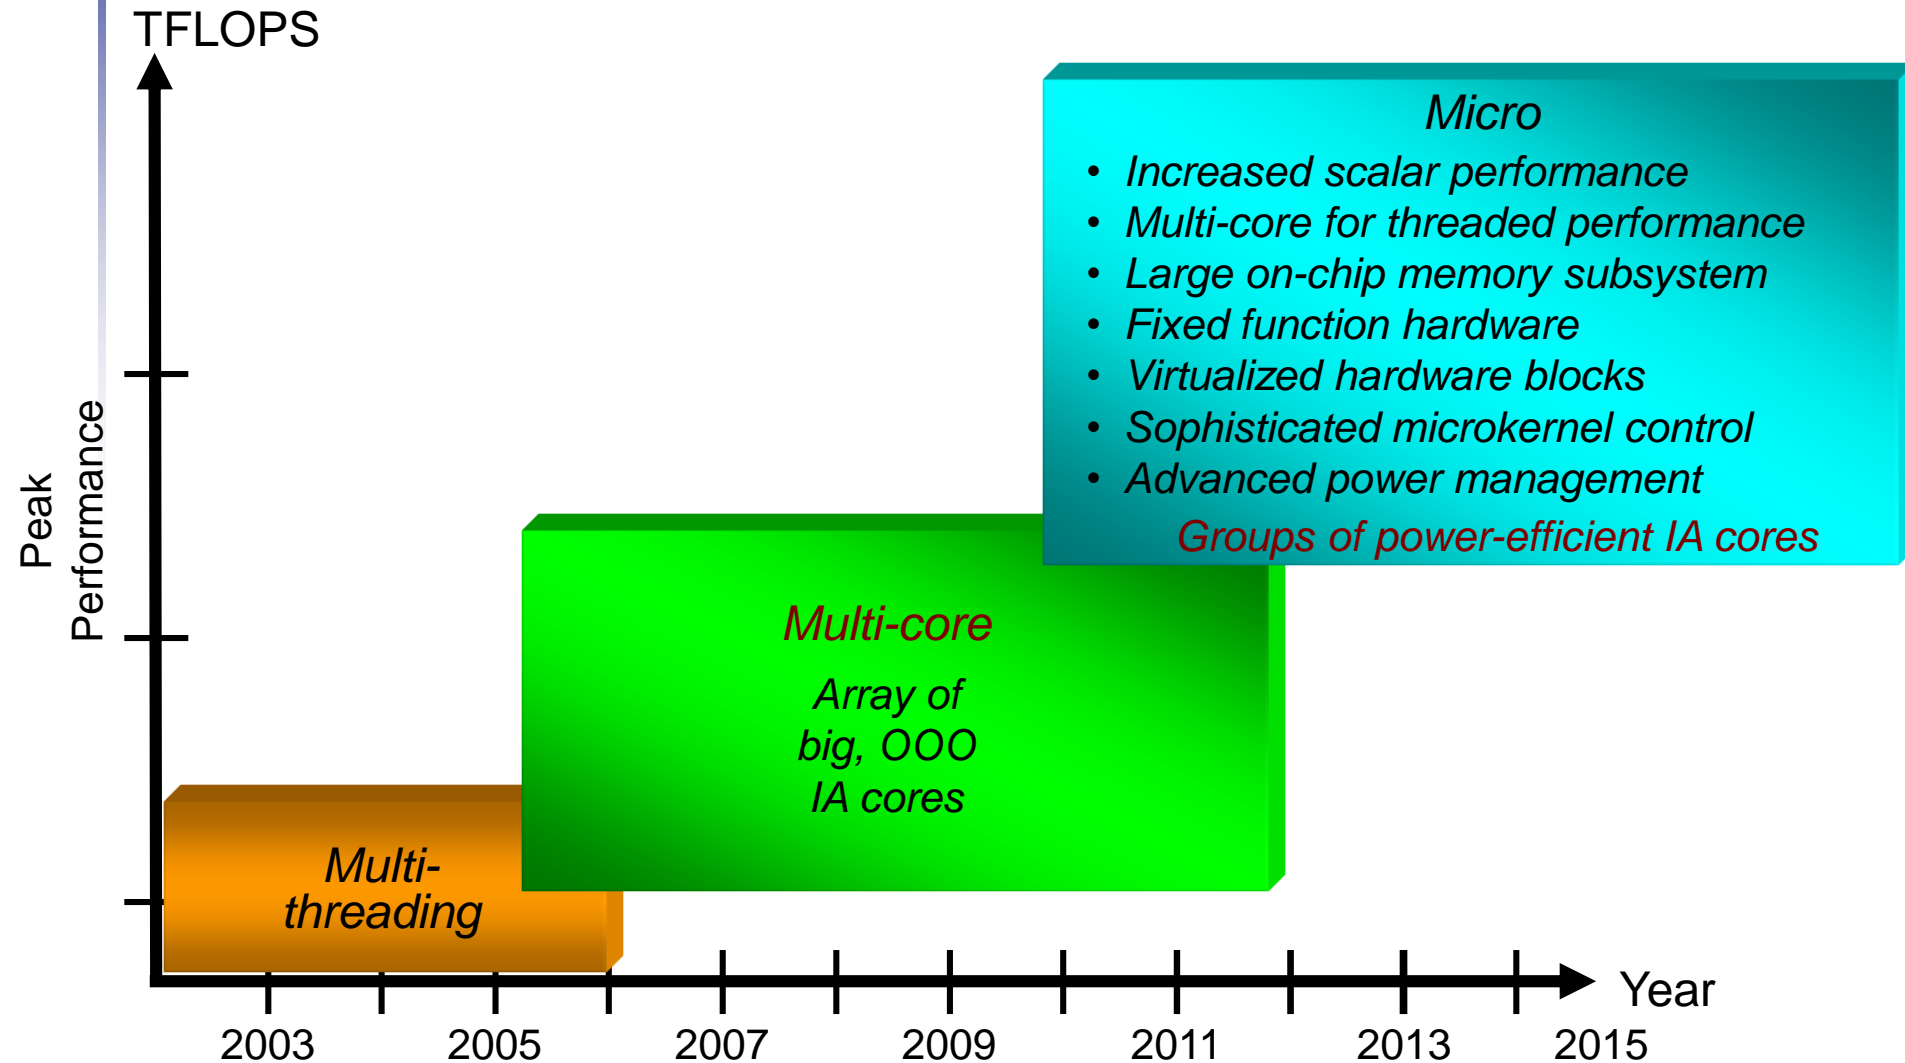 TFLOPS
Micro
• Increased scalar performance
• Multi-core for threaded performance
• Large on-chip memory subsystem
• Fixed function hardware
• Virtualized hardware blocks
• Sophisticated microkernel control
• Advanced power management
Groups of power-efficient IA cores
Peak
Performance
Multi-core
Array of
big, OOO
IA cores
Multi-
threading
Year
2003 2005 2007 2009 2011 2013 2015